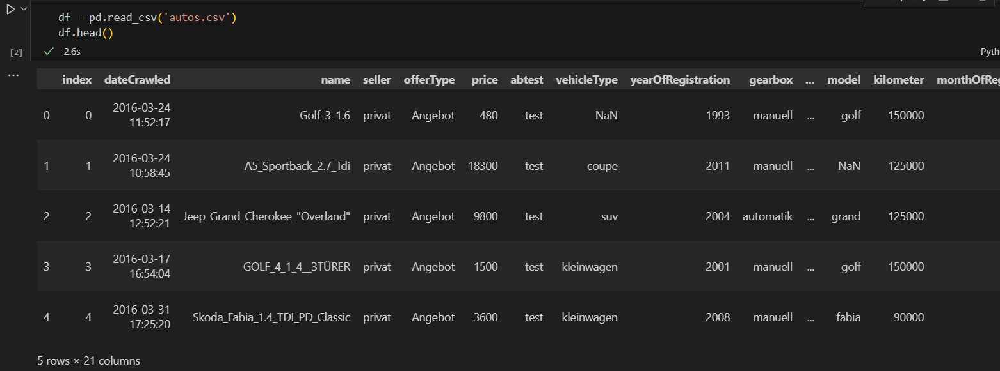 df = pd.read_csv('autos.csv')
df.head()
[2]
2.6s
Pyth
...
index dateCrawled name seller offerType price abtest vehicleType yearOfRegistration gearbox ... model kilometer monthOfReg
0 0 2016-03-24 11:52:17 Golf_3_1.6 privat Angebot 480 test NaN 1993 manuell ... golf 150000
1 1 2016-03-24 10:58:45 A5_Sportback_2.7_Tdi privat Angebot 18300 test coupe 2011 manuell ... NaN 125000
2 2 2016-03-14 12:52:21 Jeep_Grand_Cherokee_"Overland" privat Angebot 9800 test suv 2004 automatik ... grand 125000
3 3 2016-03-17 16:54:04 GOLF_4_1_4__3TÜRER privat Angebot 1500 test kleinwagen 2001 manuell ... golf 150000
4 4 2016-03-31 17:25:20 Skoda_Fabia_1.4_TDI_PD_Classic privat Angebot 3600 test kleinwagen 2008 manuell ... fabia 90000
5 rows × 21 columns